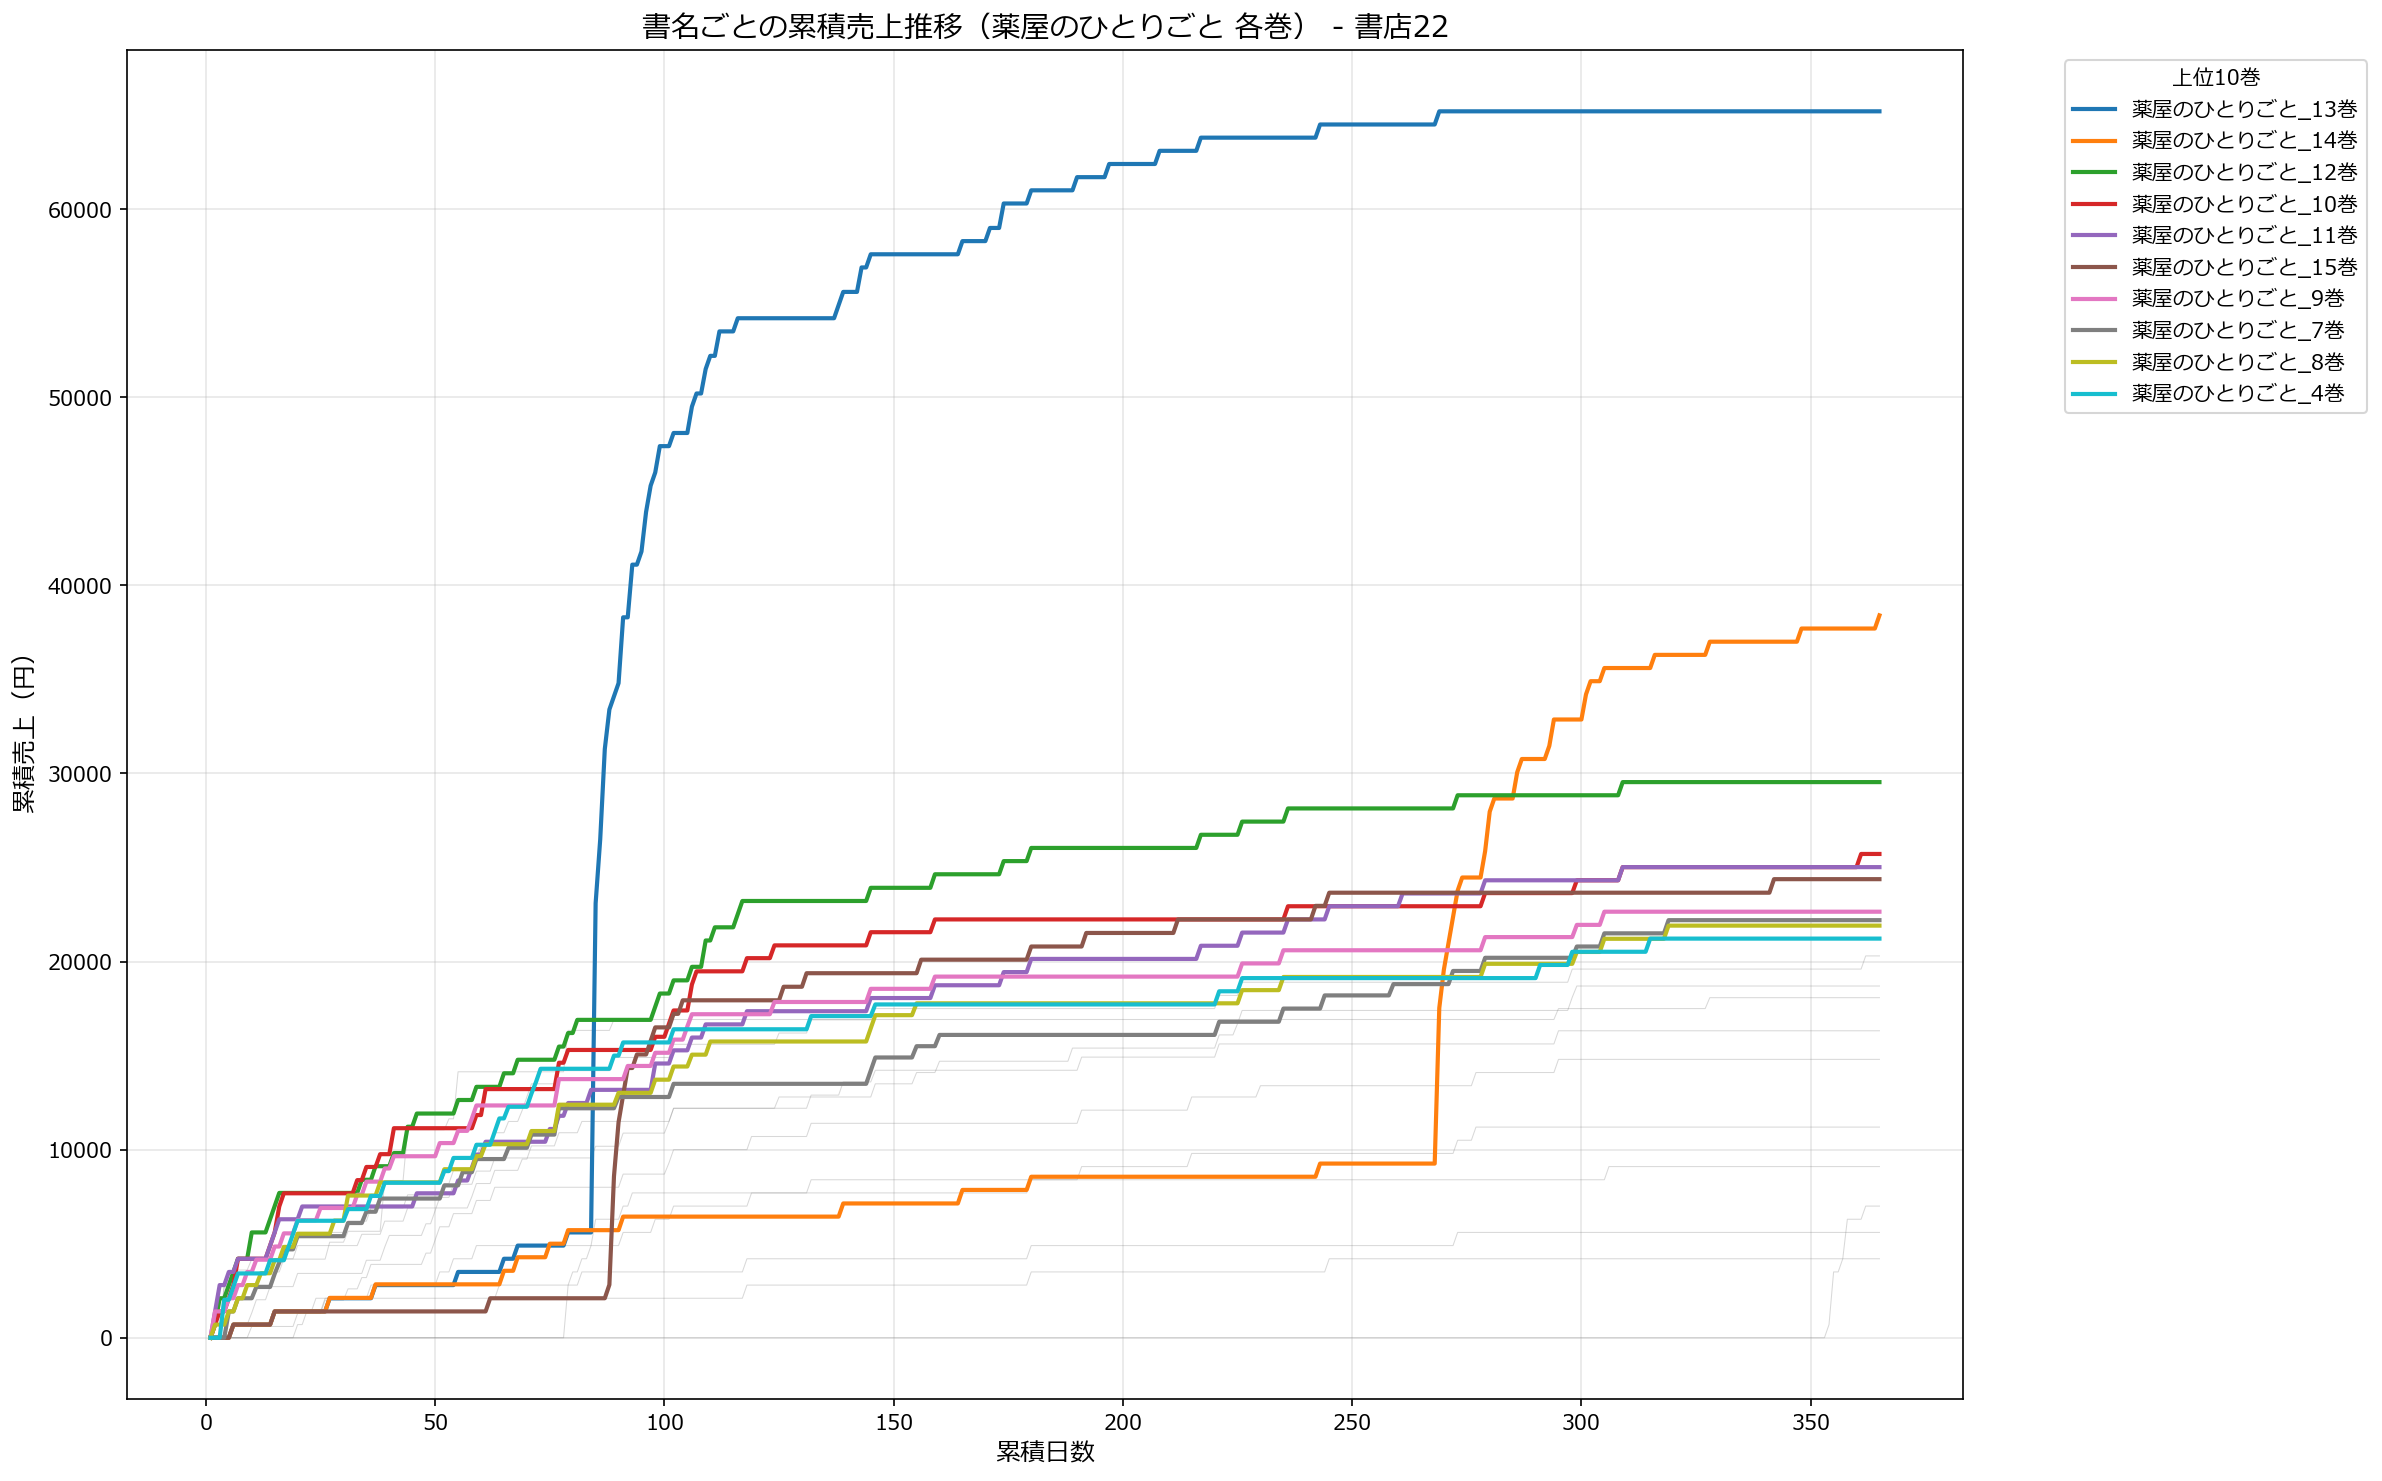 書名ごとの累積売上推移（薬屋のひとりごと 各巻） - 書店22
上位10巻
薬屋のひとりごと_13巻
薬屋のひとりごと_14巻
薬屋のひとりごと_12巻
薬屋のひとりごと_10巻
薬屋のひとりごと_11巻
薬屋のひとりごと_15巻
薬屋のひとりごと_9巻
薬屋のひとりごと_7巻
薬屋のひとりごと_8巻
薬屋のひとりごと_4巻
累積売上（円）
60000
50000
40000
30000
20000
10000
0
0 50 100 150 200 250 300 350
累積日数